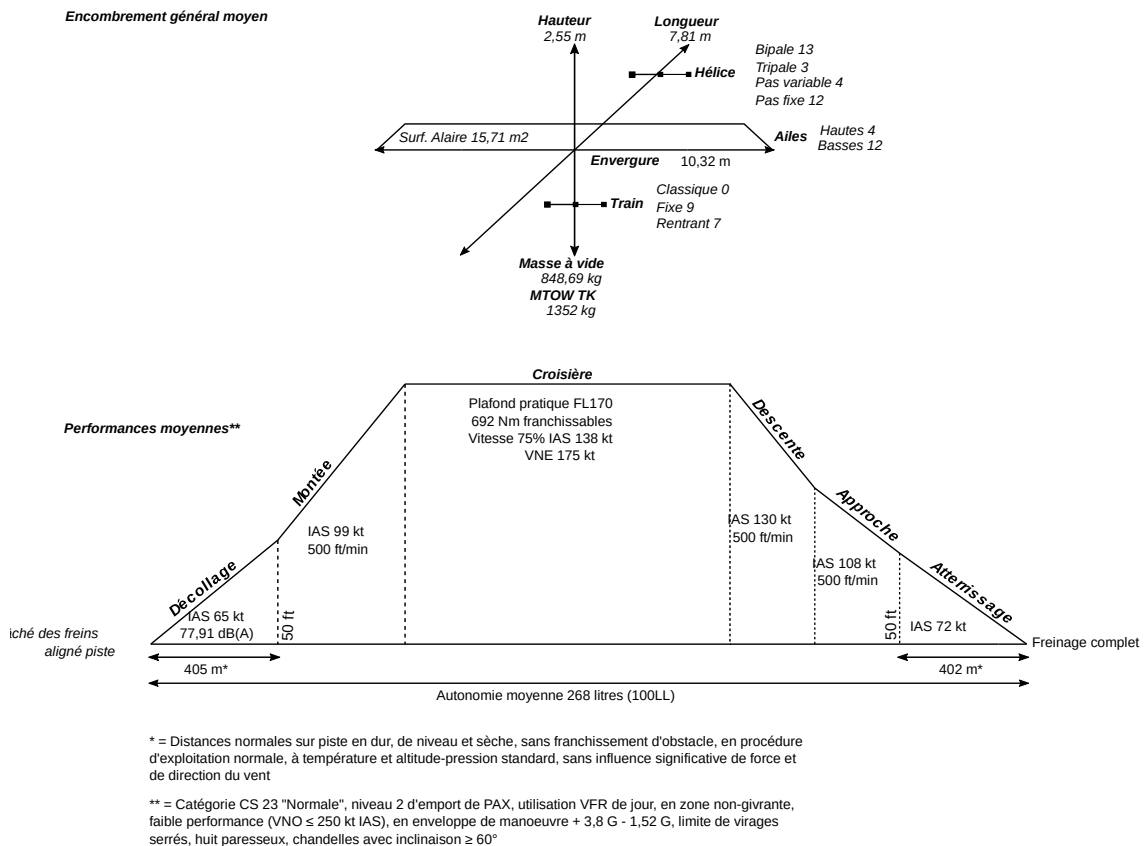 Encombrement général moyen
Hauteur
2,55 m
Longueur
7,81 m
Hélice
Bipale 13
Tripale 3
Pas variable 4
Pas fixe 12
Surf. Alaire 15,71 m2
Ailes
Hautes 4
Basses 12
Envergure 10,32 m
Train
Classique 0
Fixe 9
Rentrant 7
Masse à vide
848,69 kg
MTOW TK
1352 kg
Performances moyennes**
Croisière
Plafond pratique FL170
692 Nm franchissables
Vitesse 75% IAS 138 kt
VNE 175 kt
Montée
IAS 99 kt
500 ft/min
Descente
IAS 130 kt
500 ft/min
Approche
IAS 108 kt
500 ft/min
Décollage
IAS 65 kt
77,91 dB(A)
50 ft
Atterrissage
50 ft
IAS 72 kt
des freins
aligné piste
Freinage complet
405 m*
402 m*
Autonomie moyenne 268 litres (100LL)
* = Distances normales sur piste en dur, de niveau et sèche, sans franchissement d'obstacle, en procédure
d'exploitation normale, à température et altitude-pression standard, sans influence significative de force et
de direction du vent
** = Catégorie CS 23 "Normale", niveau 2 d'emport de PAX, utilisation VFR de jour, en zone non-givrante,
faible performance (VNO ≤ 250 kt IAS), en enveloppe de manoeuvre + 3,8 G - 1,52 G, limite de virages
serrés, huit paresseux, chandelles avec inclinaison ≥ 60°